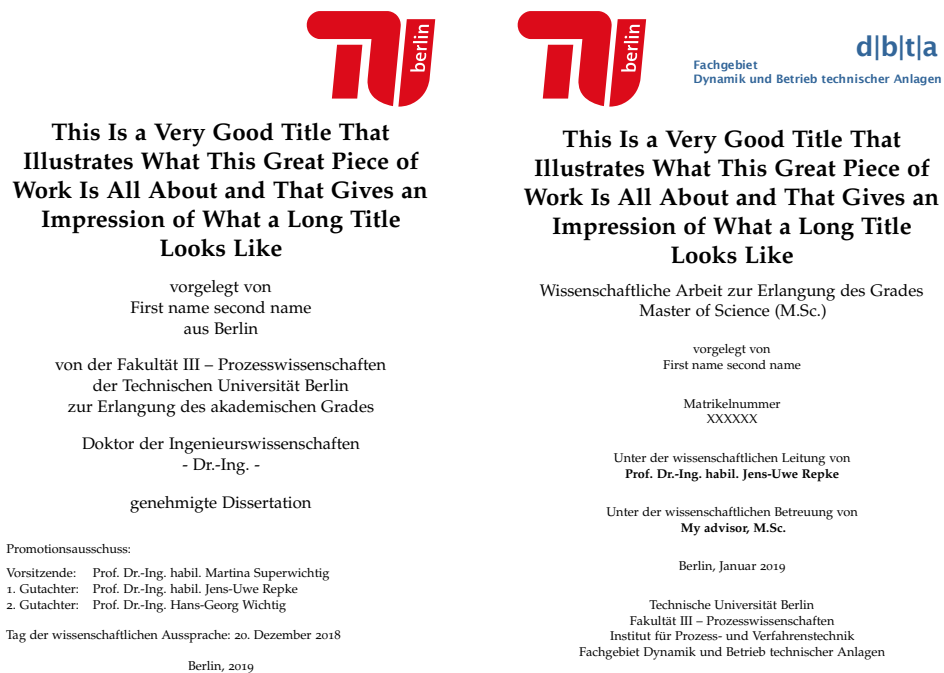 berlin
This Is a Very Good Title That
Illustrates What This Great Piece of
Work Is All About and That Gives an
Impression of What a Long Title
Looks Like
vorgelegt von
First name second name
aus Berlin
von der Fakultät III – Prozesswissenschaften
der Technischen Universität Berlin
zur Erlangung des akademischen Grades
Doktor der Ingenieurswissenschaften
- Dr.-Ing. -
genehmigte Dissertation
Promotionsausschuss:
Vorsitzende: Prof. Dr.-Ing. habil. Martina Superwichtig
1. Gutachter: Prof. Dr.-Ing. habil. Jens-Uwe Repke
2. Gutachter: Prof. Dr.-Ing. Hans-Georg Wichtig
Tag der wissenschaftlichen Aussprache: 20. Dezember 2018
Berlin, 2019
berlin
d|b|t|a
Fachgebiet
Dynamik und Betrieb technischer Anlagen
This Is a Very Good Title That
Illustrates What This Great Piece of
Work Is All About and That Gives an
Impression of What a Long Title
Looks Like
Wissenschaftliche Arbeit zur Erlangung des Grades
Master of Science (M.Sc.)
vorgelegt von
First name second name
Matrikelnummer
XXXXXX
Unter der wissenschaftlichen Leitung von
Prof. Dr.-Ing. habil. Jens-Uwe Repke
Unter der wissenschaftlichen Betreuung von
My advisor, M.Sc.
Berlin, Januar 2019
Technische Universität Berlin
Fakultät III – Prozesswissenschaften
Institut für Prozess- und Verfahrenstechnik
Fachgebiet Dynamik und Betrieb technischer Anlagen